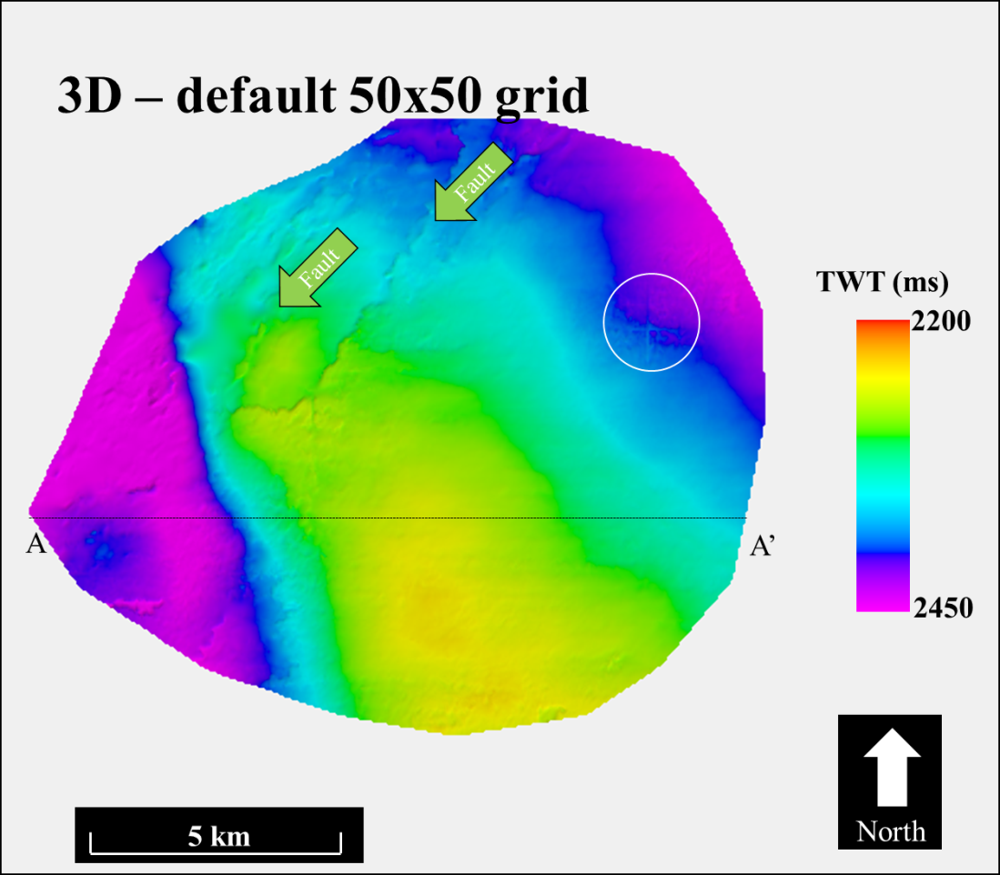 3D – default 50x50 grid
Fault
Fault
TWT (ms)
2200
2450
A
A’
5 km
North